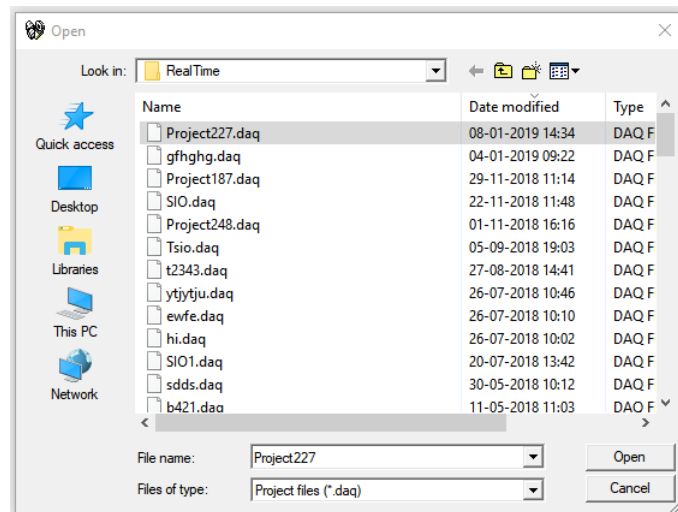 Open
Look in: RealTime
Name Date modified Type
Quick access
Desktop
Libraries
This PC
Network
Project227.daq 08-01-2019 14:34 DAQ F
gfhghg.daq 04-01-2019 09:22 DAQ F
Project187.daq 29-11-2018 11:14 DAQ F
SIO.daq 22-11-2018 11:48 DAQ F
Project248.daq 01-11-2018 16:16 DAQ F
Tsio.daq 05-09-2018 19:03 DAQ F
t2343.daq 27-08-2018 14:41 DAQ F
ytjytju.daq 26-07-2018 10:46 DAQ F
ewfe.daq 26-07-2018 10:10 DAQ F
hi.daq 26-07-2018 10:02 DAQ F
SIO1.daq 20-07-2018 13:42 DAQ F
sdds.daq 30-05-2018 10:12 DAQ F
b421.daq 11-05-2018 11:03 DAQ F
File name: Project227 Open
Files of type: Project files (*.daq) Cancel